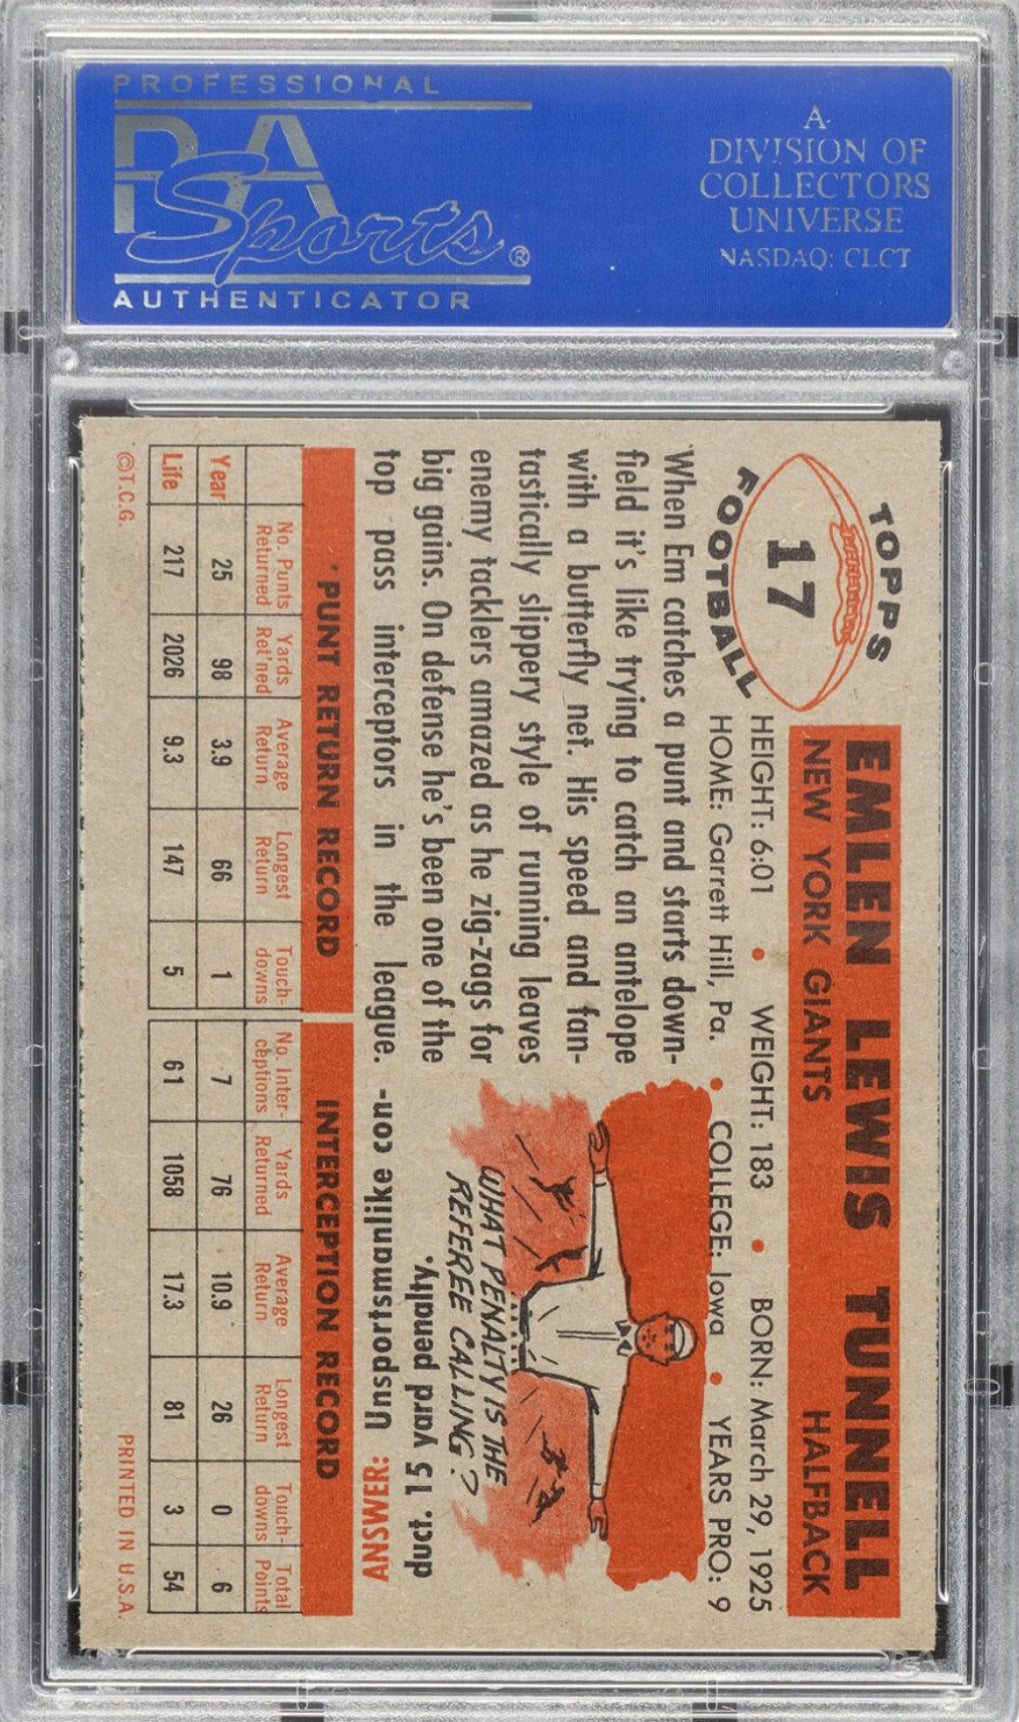 PROFESSIONAL
PSA
Sports®
AUTHENTICATOR
A
DIVISION OF
COLLECTORS
UNIVERSE
NASDAQ: CLCT
TOPPS
17
FOOTBALL
EMLEN LEWIS TUNNELL
NEW YORK GIANTS HALFBACK
HEIGHT: 6:01 • WEIGHT: 183 • BORN: March 29, 1925
HOME: Garrett Hill, Pa. • COLLEGE: Iowa • YEARS PRO: 9
When Em catches a punt and starts down-
field it's like trying to catch an antelope
with a butterfly net. His speed and fan-
tastically slippery style of running leaves
enemy tacklers amazed as he zig-zags for
big gains. On defense he's been one of the
top pass interceptors in the league.
WHAT PENALTY IS THE
REFEREE CALLING?
ANSWER: Unsportsmanlike con-
duct. 15 yard penalty.
PUNT RETURN RECORD
No. Punts Returned Yards Ret'ned Average Return Longest Return Touch-downs
Year 25 98 3.9 66 1
Life 217 2026 9.3 147 5
INTERCEPTION RECORD
No. Inter-ceptions Yards Returned Average Return Longest Return Touch-downs Total Points
7 76 10.9 26 0 6
61 1058 17.3 81 3 54
©T.C.G. PRINTED IN U.S.A.